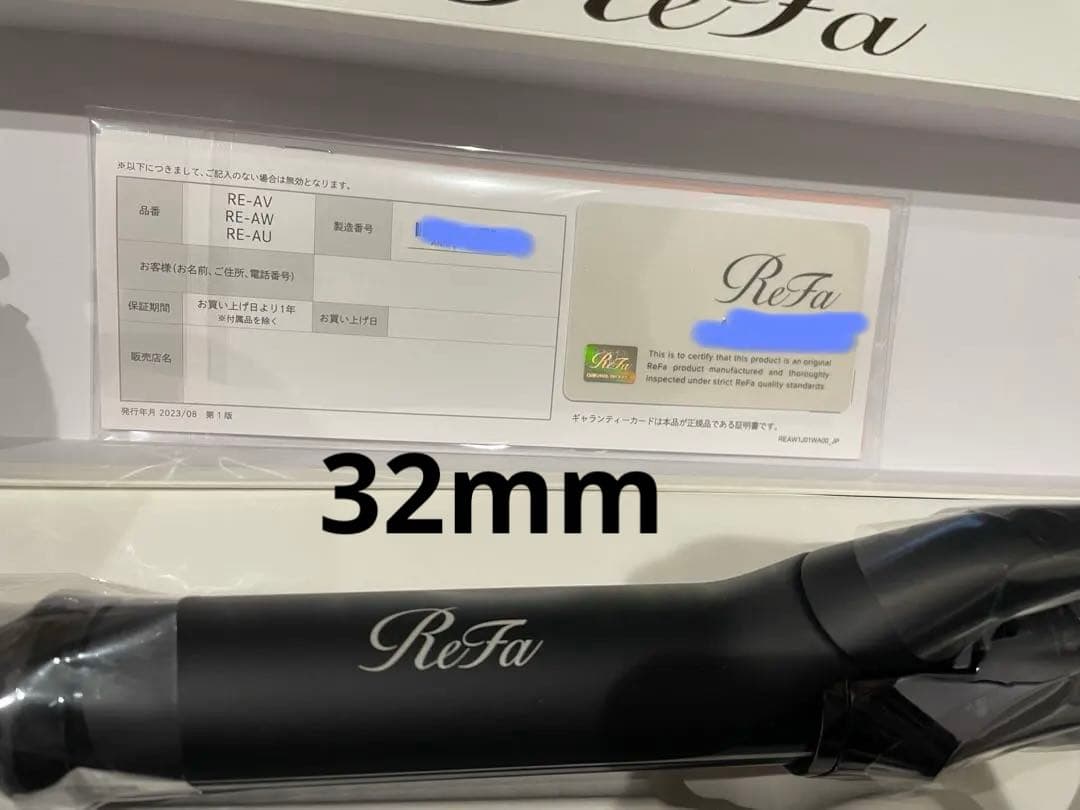 ReFa
※以下につきまして、ご記入のない場合は無効となります。
品番
RE-AV
RE-AW
RE-AU
製造番号
お客様(お名前、ご住所、電話番号)
保証期間
お買い上げ日より1年
※付属品を除く
お買い上げ日
販売店名
発行年月 2023/08 第1版
ReFa
ReFa
This is to certify that this product is an original
ReFa product manufactured and thoroughly
inspected under strict ReFa quality standards
ギャランティーカードは本品が正規品である証明書です。
REAW1J01WA00_JP
32mm
ReFa